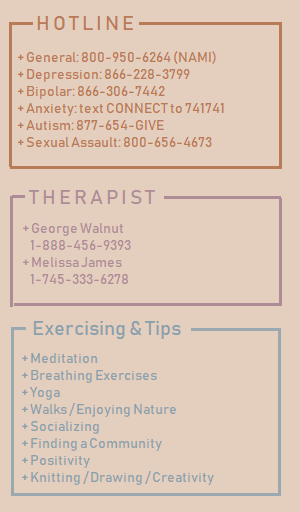 HOTLINE
+General: 800-950-6264 (NAMI)
+Depression: 866-228-3799
+Bipolar: 866-306-7442
+Anxiety: text CONNECT to 741741
+Autism: 877-654-GIVE
+Sexual Assault: 800-656-4673
THERAPIST
+George Walnut
1-888-456-9393
+Melissa James
1-745-333-6278
Exercising & Tips
+Meditation
+Breathing Exercises
+Yoga
+Walks / Enjoying Nature
+Socializing
+Finding a Community
+Positivity
+Knitting / Drawing / Creativity